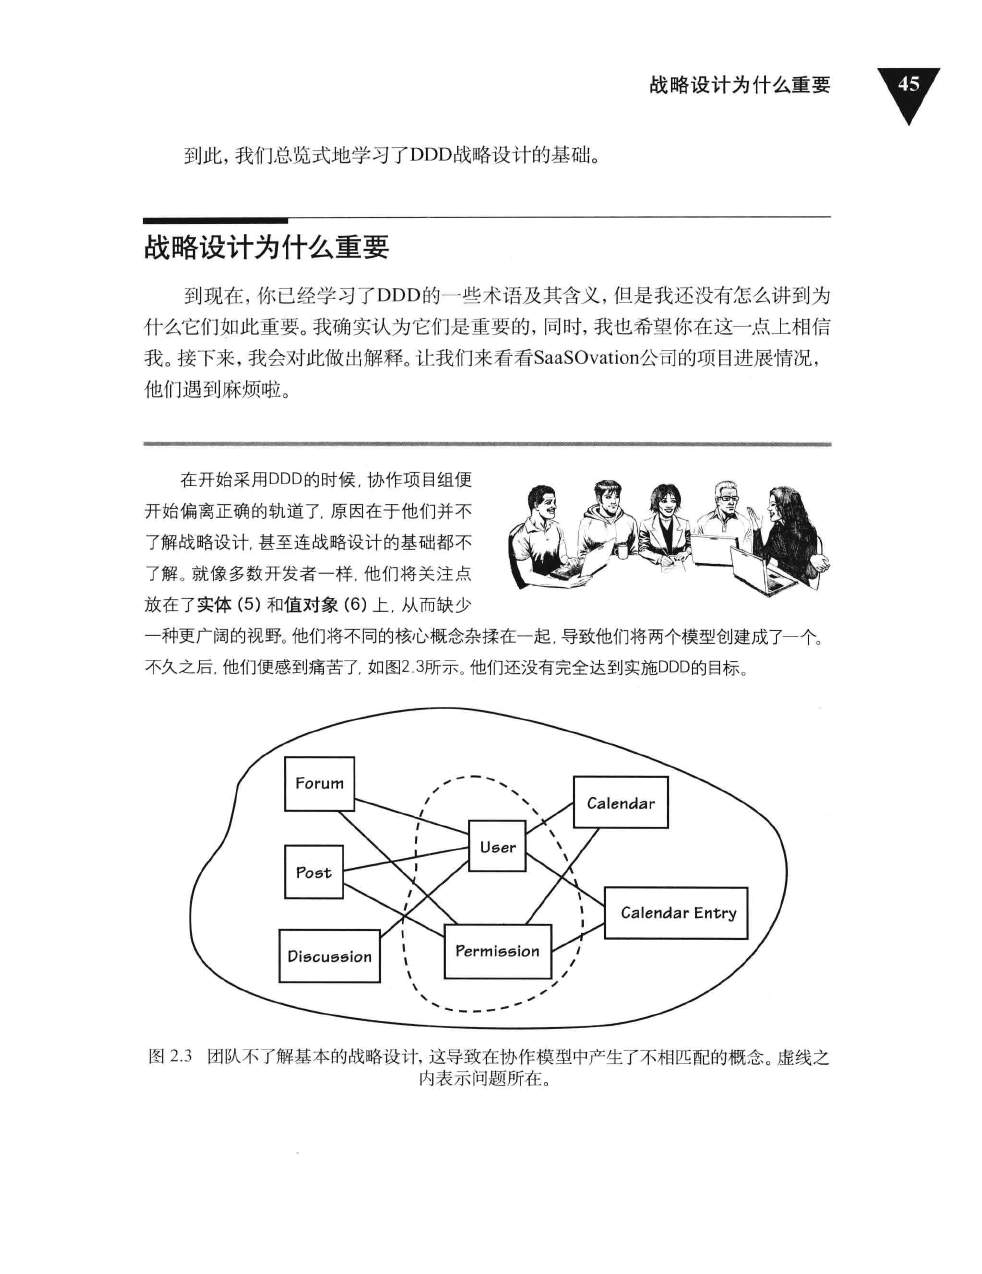 战略设计为什么重要
45
到此，我们总览式地学习了DDD战略设计的基础。
战略设计为什么重要
到现在，你已经学习了DDD的一些术语及其含义，但是我还没有怎么讲到为
什么它们如此重要。我确实认为它们是重要的，同时，我也希望你在这一点上相信
我。接下来，我会对此做出解释。让我们来看看SaaSOvation公司的项目进展情况，
他们遇到麻烦啦。
在开始采用DDD的时候，协作项目组便
开始偏离正确的轨道了，原因在于他们并不
了解战略设计，甚至连战略设计的基础都不
了解。就像多数开发者一样，他们将关注点
放在了实体（5）和值对象（6）上，从而缺少
一种更广阔的视野。他们将不同的核心概念杂揉在一起，导致他们将两个模型创建成了一个。
不久之后，他们便感到痛苦了，如图2.3所示。他们还没有完全达到实施DDD的目标。
Forum
Calendar
User
Post
Calendar Entry
Discussion
Permission
图 2.3 团队不了解基本的战略设计，这导致在协作模型中产生了不相匹配的概念。虚线之
内表示问题所在。